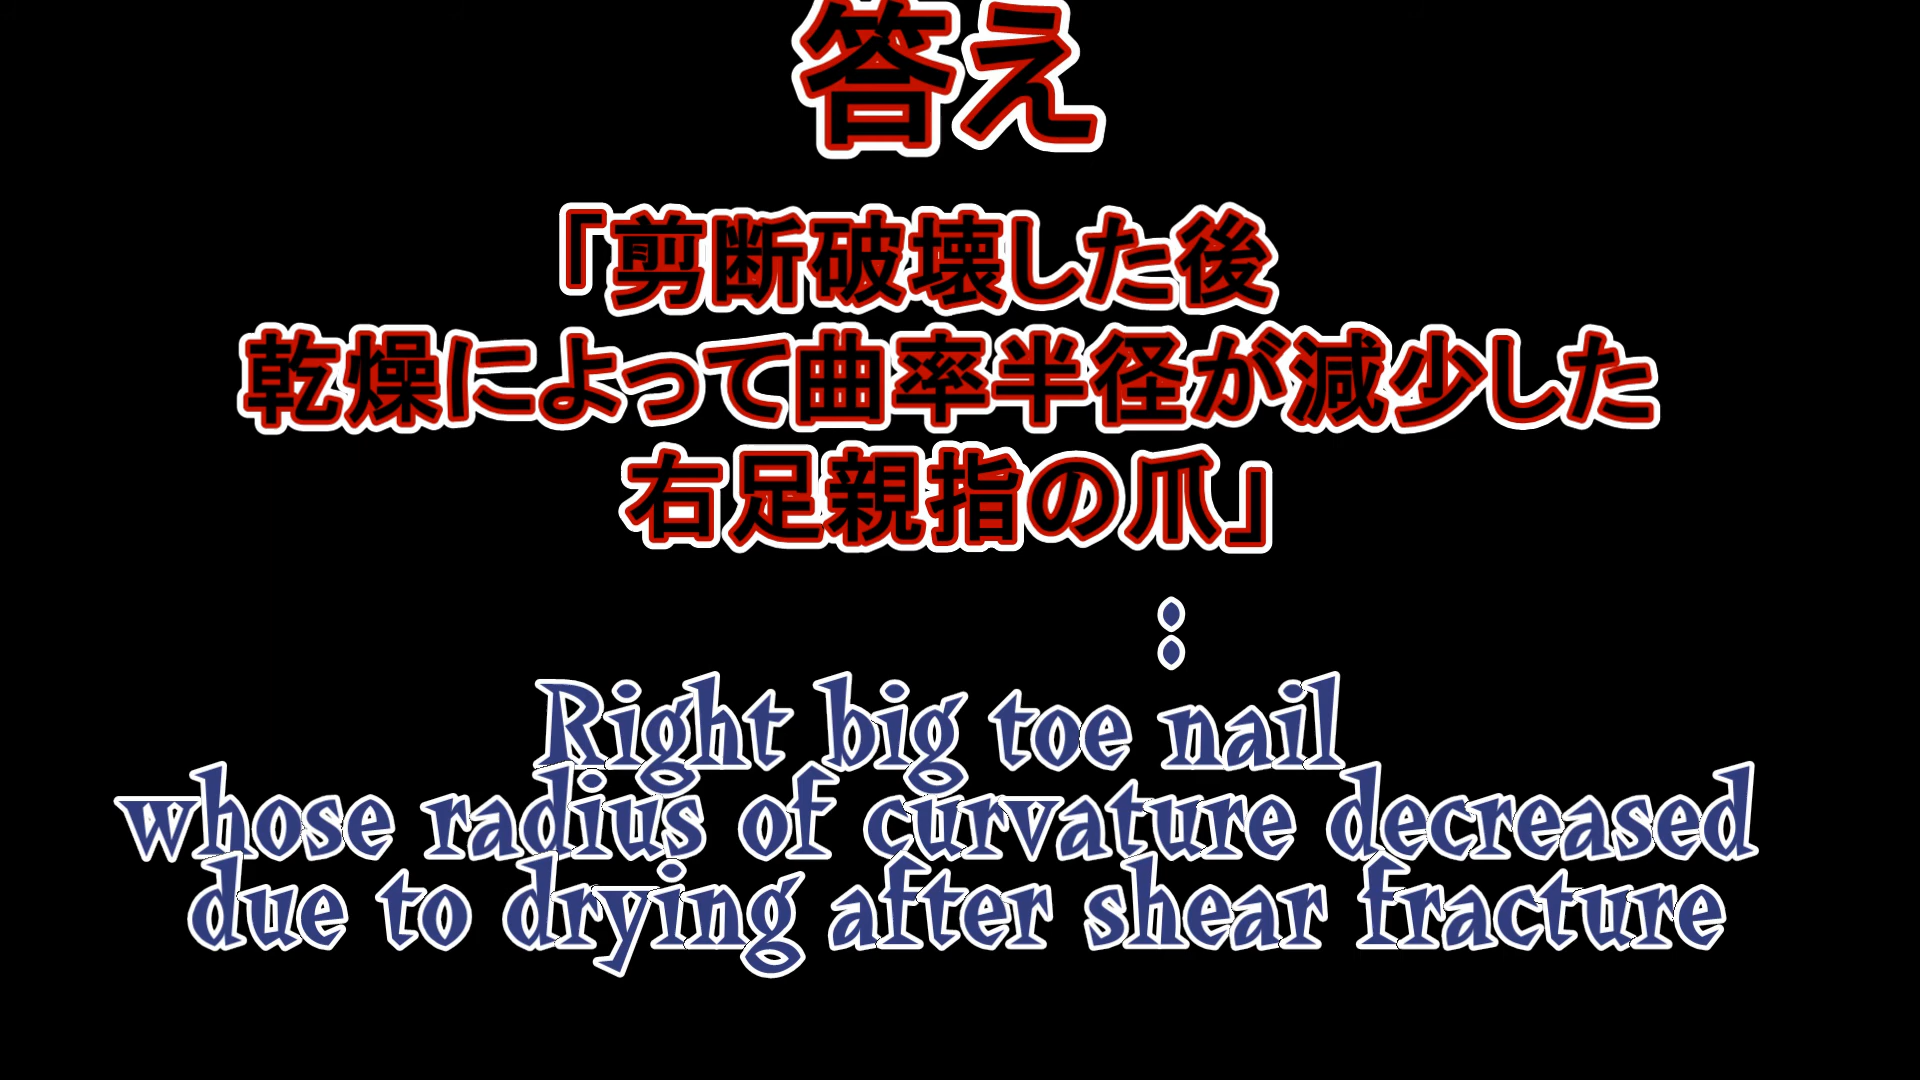 答え
「剪断破壊した後
乾燥によって曲率半径が減少した
右足親指の爪」
:
Right big toe nail
whose radius of curvature decreased
due to drying after shear fracture